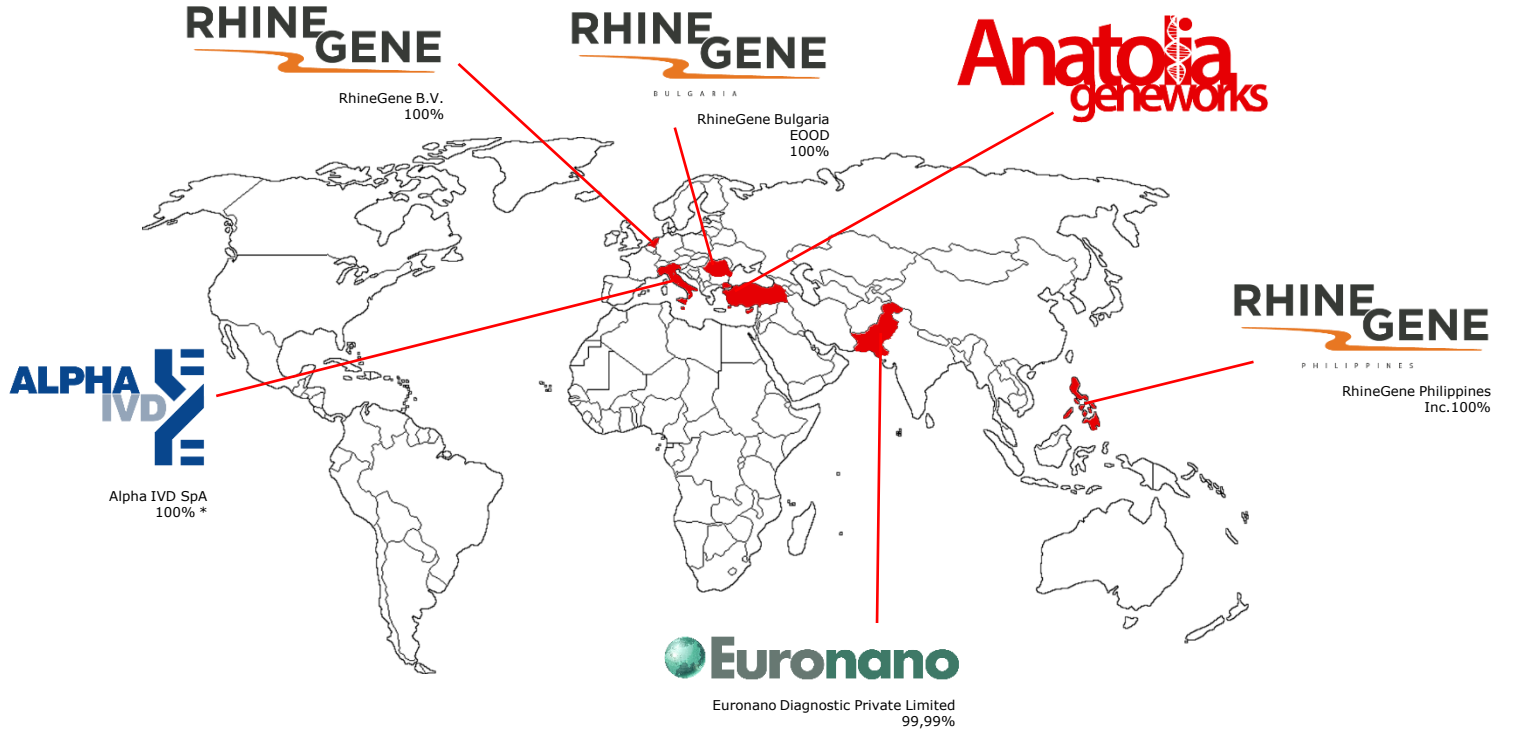 RHINE
GENE
RhineGene B.V.
100%
RHINE
GENE
BULGARIA
RhineGene Bulgaria
EOOD
100%
Anatolia
geneworks
RHINE
GENE
PHILIPPINES
RhineGene Philippines
Inc.100%
ALPHA
IVD
Alpha IVD SpA
100% *
Euronano
Euronano Diagnostic Private Limited
99,99%